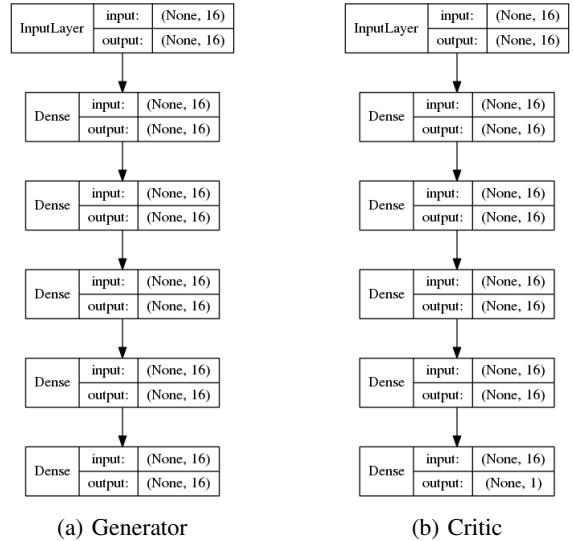 InputLayer
input: (None, 16)
output: (None, 16)
Dense
input: (None, 16)
output: (None, 16)
Dense
input: (None, 16)
output: (None, 16)
Dense
input: (None, 16)
output: (None, 16)
Dense
input: (None, 16)
output: (None, 16)
Dense
input: (None, 16)
output: (None, 16)
(a) Generator
InputLayer
input: (None, 16)
output: (None, 16)
Dense
input: (None, 16)
output: (None, 16)
Dense
input: (None, 16)
output: (None, 16)
Dense
input: (None, 16)
output: (None, 16)
Dense
input: (None, 16)
output: (None, 16)
Dense
input: (None, 16)
output: (None, 1)
(b) Critic